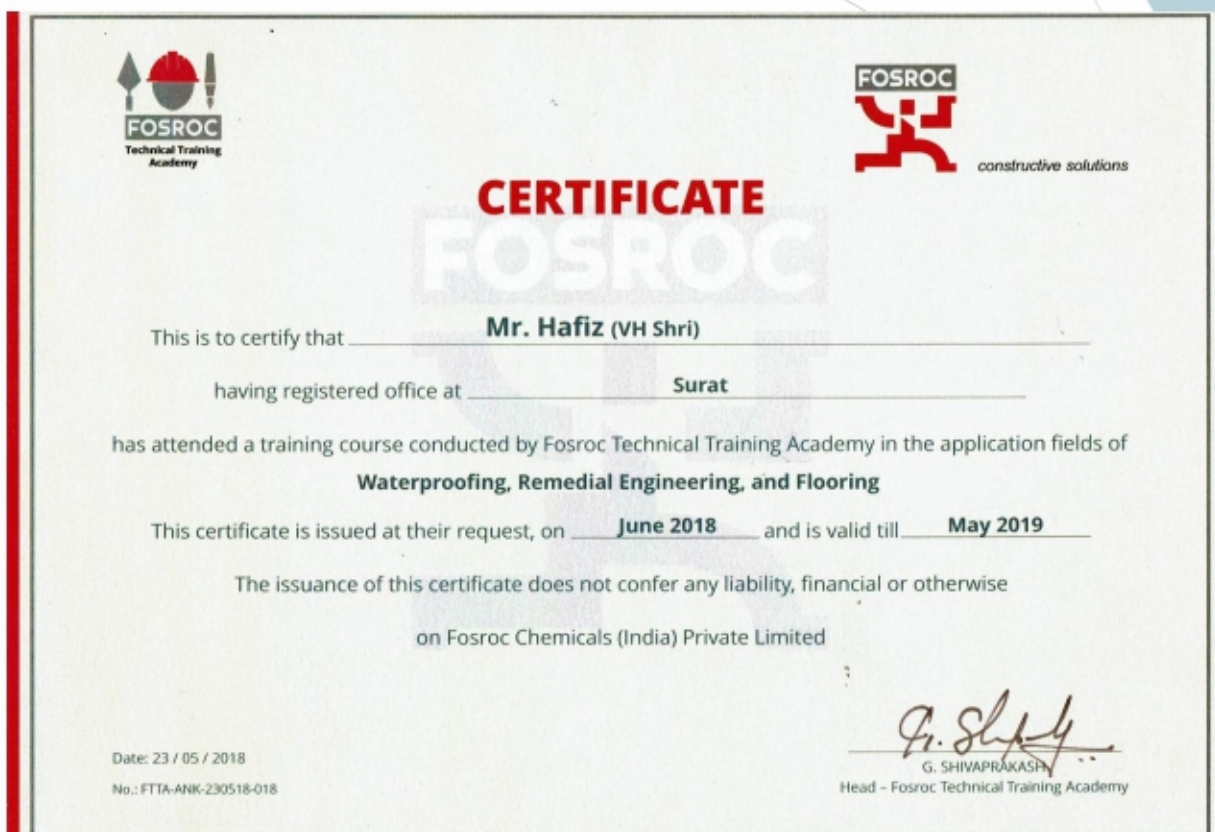 FOSROC
Technical Training
Academy
FOSROC
constructive solutions
CERTIFICATE
FOSROC
This is to certify that Mr. Hafiz (VH Shri)
having registered office at Surat
has attended a training course conducted by Fosroc Technical Training Academy in the application fields of
Waterproofing, Remedial Engineering, and Flooring
This certificate is issued at their request, on June 2018 and is valid till May 2019
The issuance of this certificate does not confer any liability, financial or otherwise
on Fosroc Chemicals (India) Private Limited
G. Shiv
Date: 23 / 05 / 2018
No.: FTTA-ANK-230518-018
G. SHIVAPRAKASH
Head – Fosroc Technical Training Academy